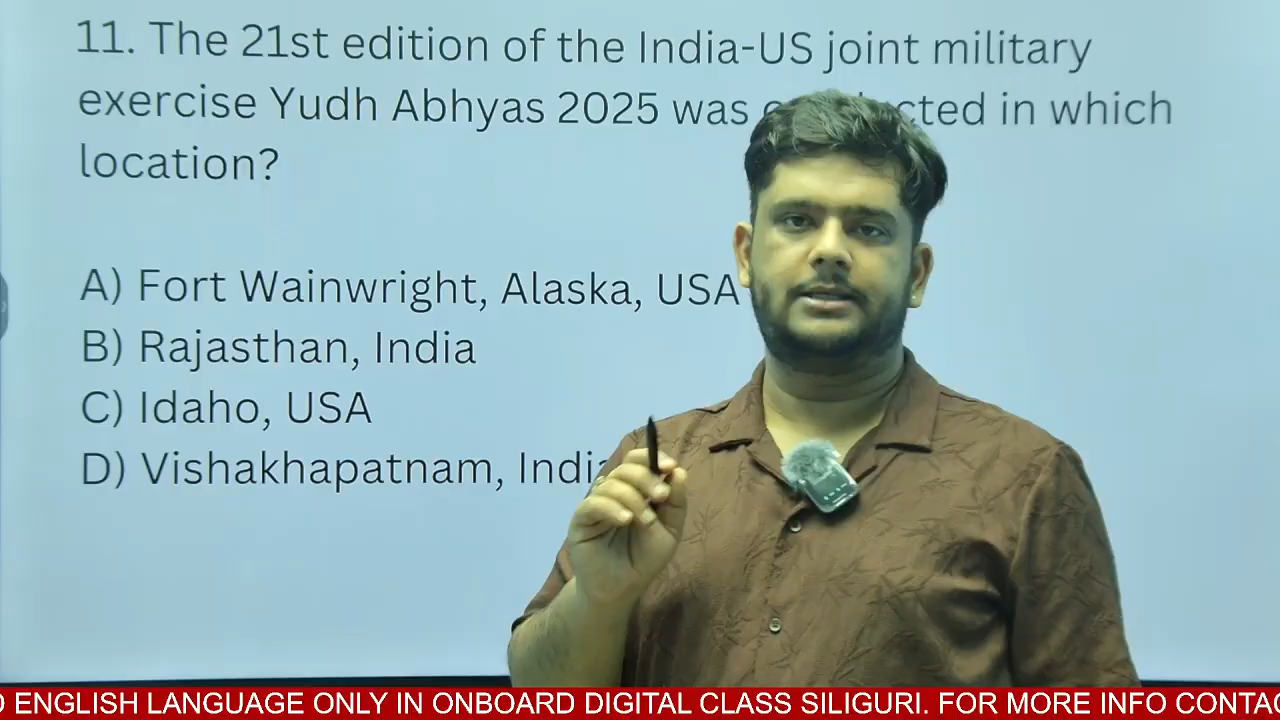 11. The 21st edition of the India-US joint military
exercise Yudh Abhyas 2025 was in which
location?
A) Fort Wainwright, Alaska, USA
B) Rajasthan, India
C) Idaho, USA
D) Vishakhapatnam, India
ENGLISH LANGUAGE ONLY IN ONBOARD DIGITAL CLASS SILIGURI. FOR MORE INFO